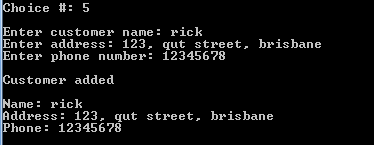 Choice #: 5
Enter customer name: rick
Enter address: 123, qut street, brisbane
Enter phone number: 12345678
Customer added
Name: rick
Address: 123, qut street, brisbane
Phone: 12345678